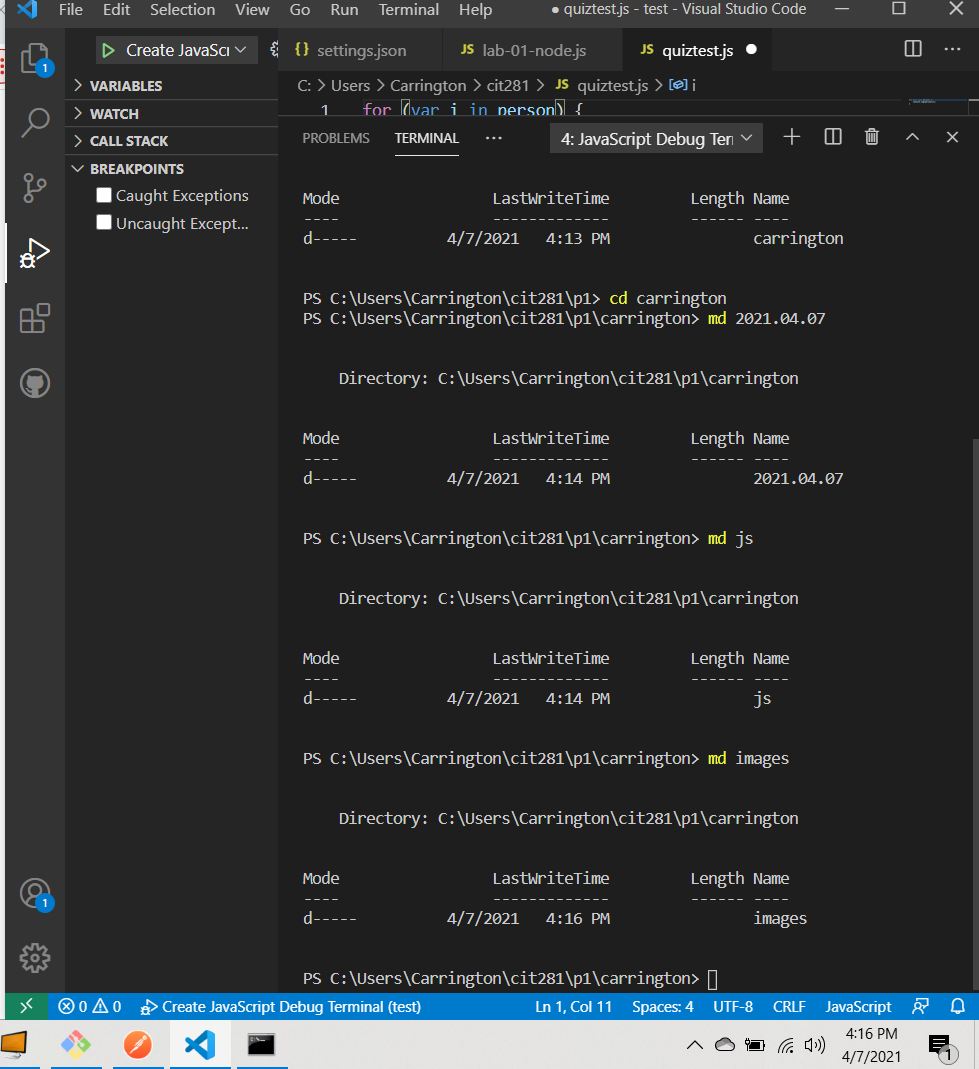 File Edit Selection View Go Run Terminal Help ● quiztest.js - test - Visual Studio Code
1
Create JavaScr
{} settings.json JS lab-01-node.js JS quiztest.js ●
C: > Users > Carrington > cit281 > JS quiztest.js > i
1 for (var i in person) {
VARIABLES
WATCH
CALL STACK
BREAKPOINTS
Caught Exceptions
Uncaught Except...
PROBLEMS TERMINAL ··· 4: JavaScript Debug Ter
Mode LastWriteTime Length Name
---- ------------- ------ ----
d----- 4/7/2021 4:13 PM carrington
PS C:\Users\Carrington\cit281\p1> cd carrington
PS C:\Users\Carrington\cit281\p1\carrington> md 2021.04.07
Directory: C:\Users\Carrington\cit281\p1\carrington
Mode LastWriteTime Length Name
---- ------------- ------ ----
d----- 4/7/2021 4:14 PM 2021.04.07
PS C:\Users\Carrington\cit281\p1\carrington> md js
Directory: C:\Users\Carrington\cit281\p1\carrington
Mode LastWriteTime Length Name
---- ------------- ------ ----
d----- 4/7/2021 4:14 PM js
PS C:\Users\Carrington\cit281\p1\carrington> md images
Directory: C:\Users\Carrington\cit281\p1\carrington
Mode LastWriteTime Length Name
---- ------------- ------ ----
d----- 4/7/2021 4:16 PM images
PS C:\Users\Carrington\cit281\p1\carrington>
1
0 0 Create JavaScript Debug Terminal (test) Ln 1, Col 11 Spaces: 4 UTF-8 CRLF JavaScript
4:16 PM
4/7/2021
1